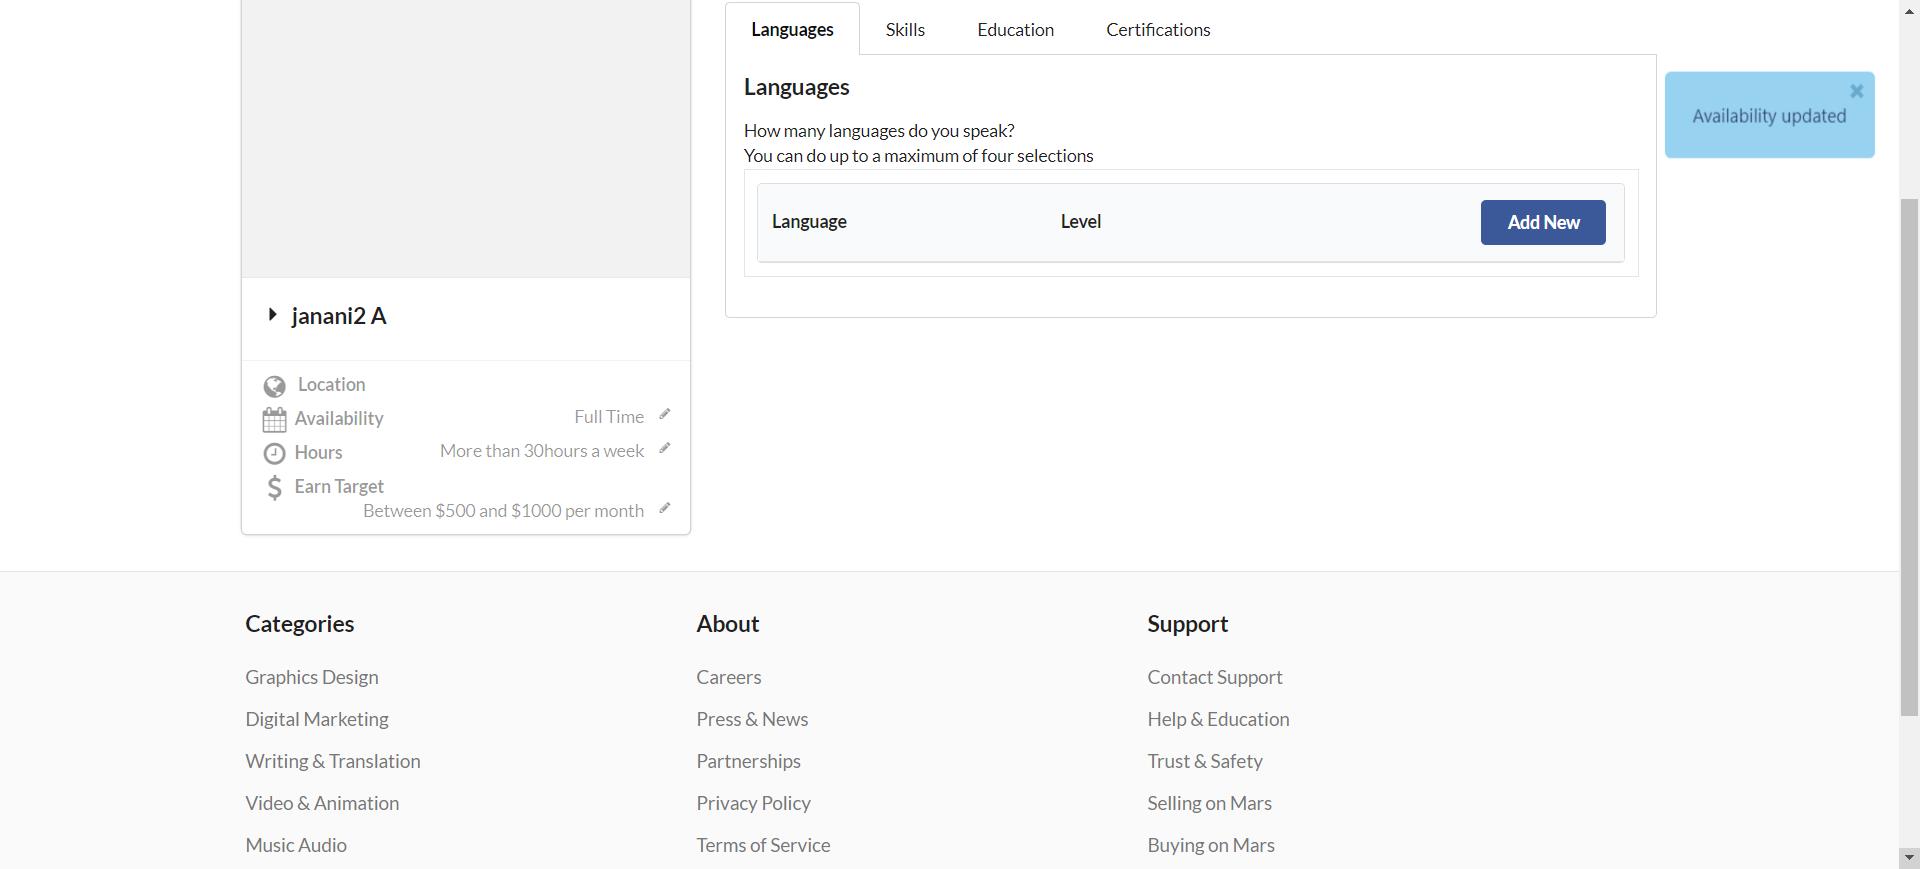 Languages Skills Education Certifications
Languages
How many languages do you speak?
You can do up to a maximum of four selections
Language Level Add New
Availability updated
janani2 A
Location
Availability Full Time
Hours More than 30hours a week
Earn Target
Between $500 and $1000 per month
Categories
Graphics Design
Digital Marketing
Writing & Translation
Video & Animation
Music Audio
About
Careers
Press & News
Partnerships
Privacy Policy
Terms of Service
Support
Contact Support
Help & Education
Trust & Safety
Selling on Mars
Buying on Mars